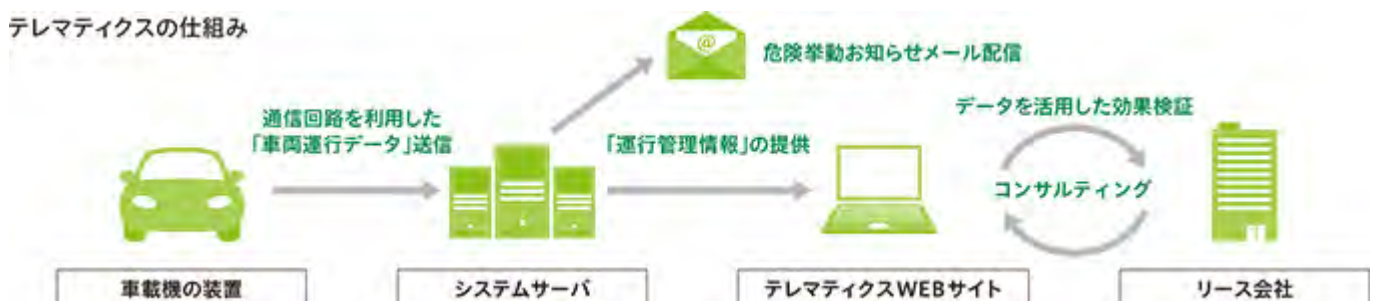 テレマティクスの仕組み
@
危険挙動お知らせメール配信
通信回路を利用した
「車両運行データ」送信
「運行管理情報」の提供
データを活用した効果検証
コンサルティング
車載機の装置
システムサーバ
テレマティクスWEBサイト
リース会社